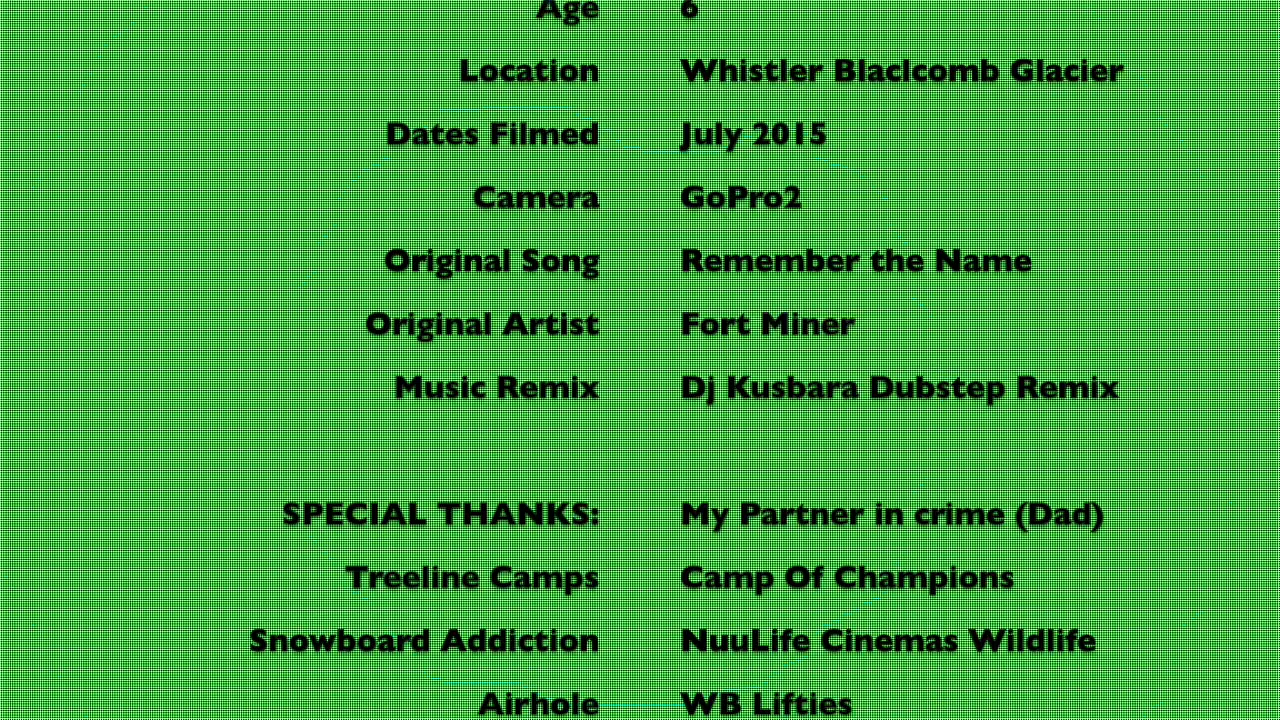 Age 6
Location Whistler Blaclcomb Glacier
Dates Filmed July 2015
Camera GoPro2
Original Song Remember the Name
Original Artist Fort Miner
Music Remix Dj Kusbara Dubstep Remix
SPECIAL THANKS: My Partner in crime (Dad)
Treeline Camps Camp Of Champions
Snowboard Addiction NuuLife Cinemas Wildlife
Airhole WB Lifties